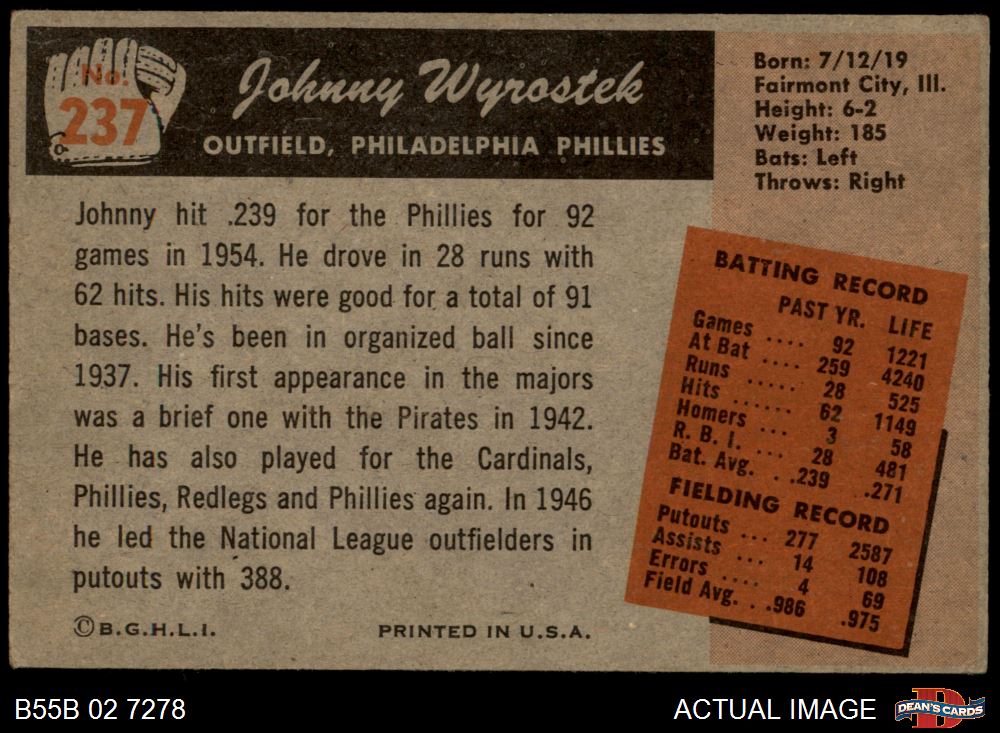 No:
237
Johnny Wyrostek
OUTFIELD, PHILADELPHIA PHILLIES
Born: 7/12/19
Fairmont City, Ill.
Height: 6-2
Weight: 185
Bats: Left
Throws: Right
Johnny hit .239 for the Phillies for 92
games in 1954. He drove in 28 runs with
62 hits. His hits were good for a total of 91
bases. He's been in organized ball since
1937. His first appearance in the majors
was a brief one with the Pirates in 1942.
He has also played for the Cardinals,
Phillies, Redlegs and Phillies again. In 1946
he led the National League outfielders in
putouts with 388.
©B.G.H.L.I.
PRINTED IN U.S.A.
BATTING RECORD
PAST YR. LIFE
Games .... 92 1221
At Bat .... 259 4240
Runs ..... 28 525
Hits ...... 62 1149
Homers ... 3 58
R. B. I. ... 28 481
Bat. Avg. . .239 .271
FIELDING RECORD
Putouts ... 277 2587
Assists ... 14 108
Errors .... 4 69
Field Avg. . .986 .975
B55B 02 7278
ACTUAL IMAGE
DEAN'S CARDS